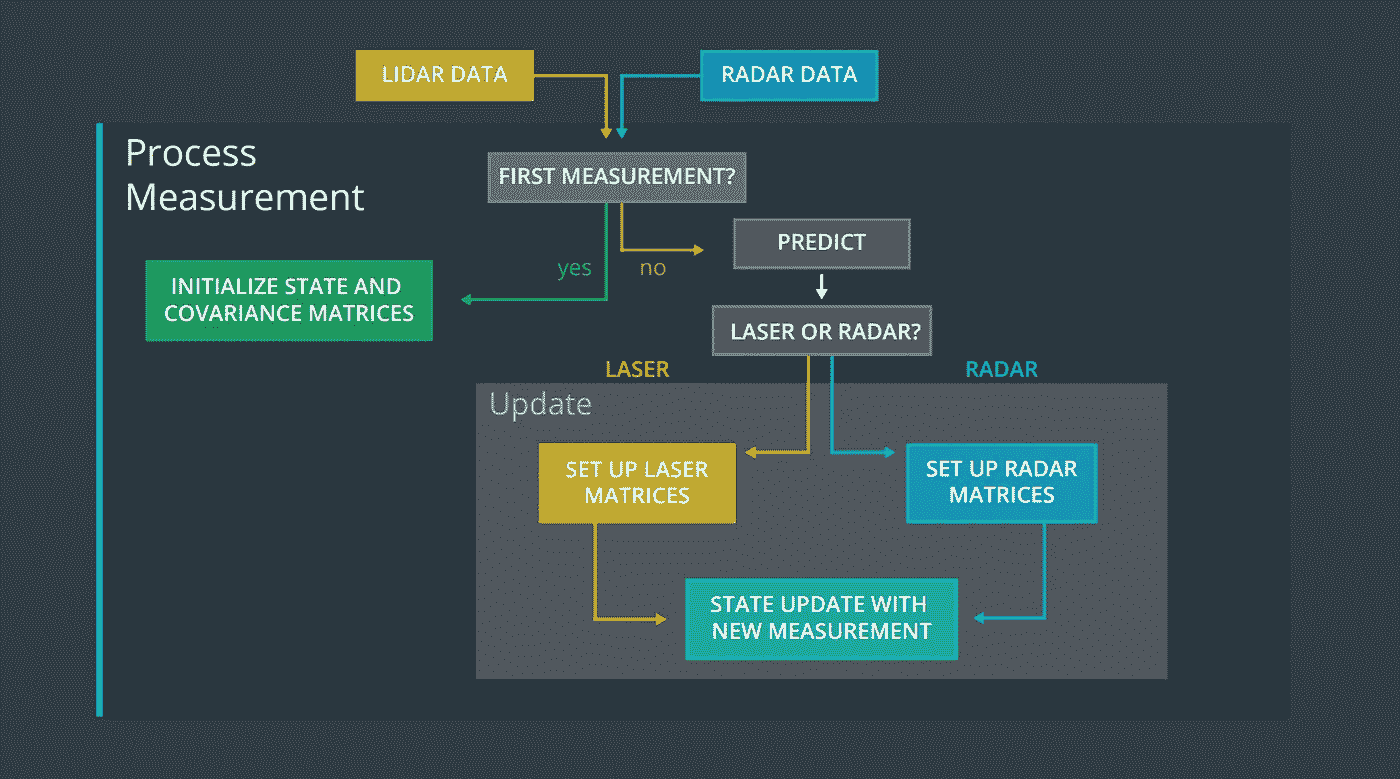 LIDAR DATA
RADAR DATA
Process
Measurement
FIRST MEASUREMENT?
PREDICT
yes
no
INITIALIZE STATE AND
COVARIANCE MATRICES
LASER OR RADAR?
LASER
RADAR
Update
SET UP LASER
MATRICES
SET UP RADAR
MATRICES
STATE UPDATE WITH
NEW MEASUREMENT